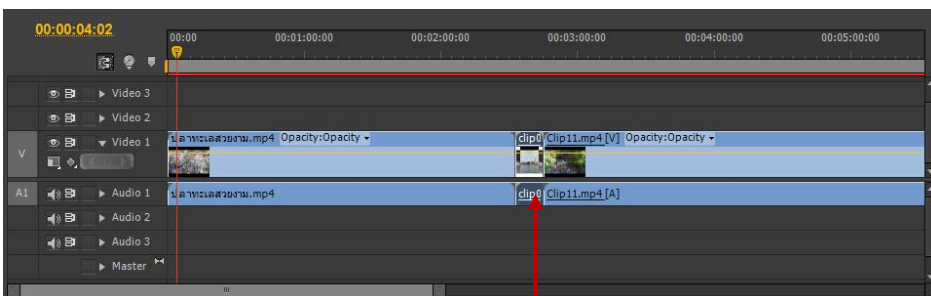 00:00:04:02
00:00 00:01:00:00 00:02:00:00 00:03:00:00 00:04:00:00 00:05:00:00
Video 3
Video 2
V Video 1 ปลาทะเลสวยงาม.mp4 Opacity:Opacity clip0 Clip11.mp4 [V] Opacity:Opacity
A1 Audio 1 ปลาทะเลสวยงาม.mp4 clip0 Clip11.mp4 [A]
Audio 2
Audio 3
Master